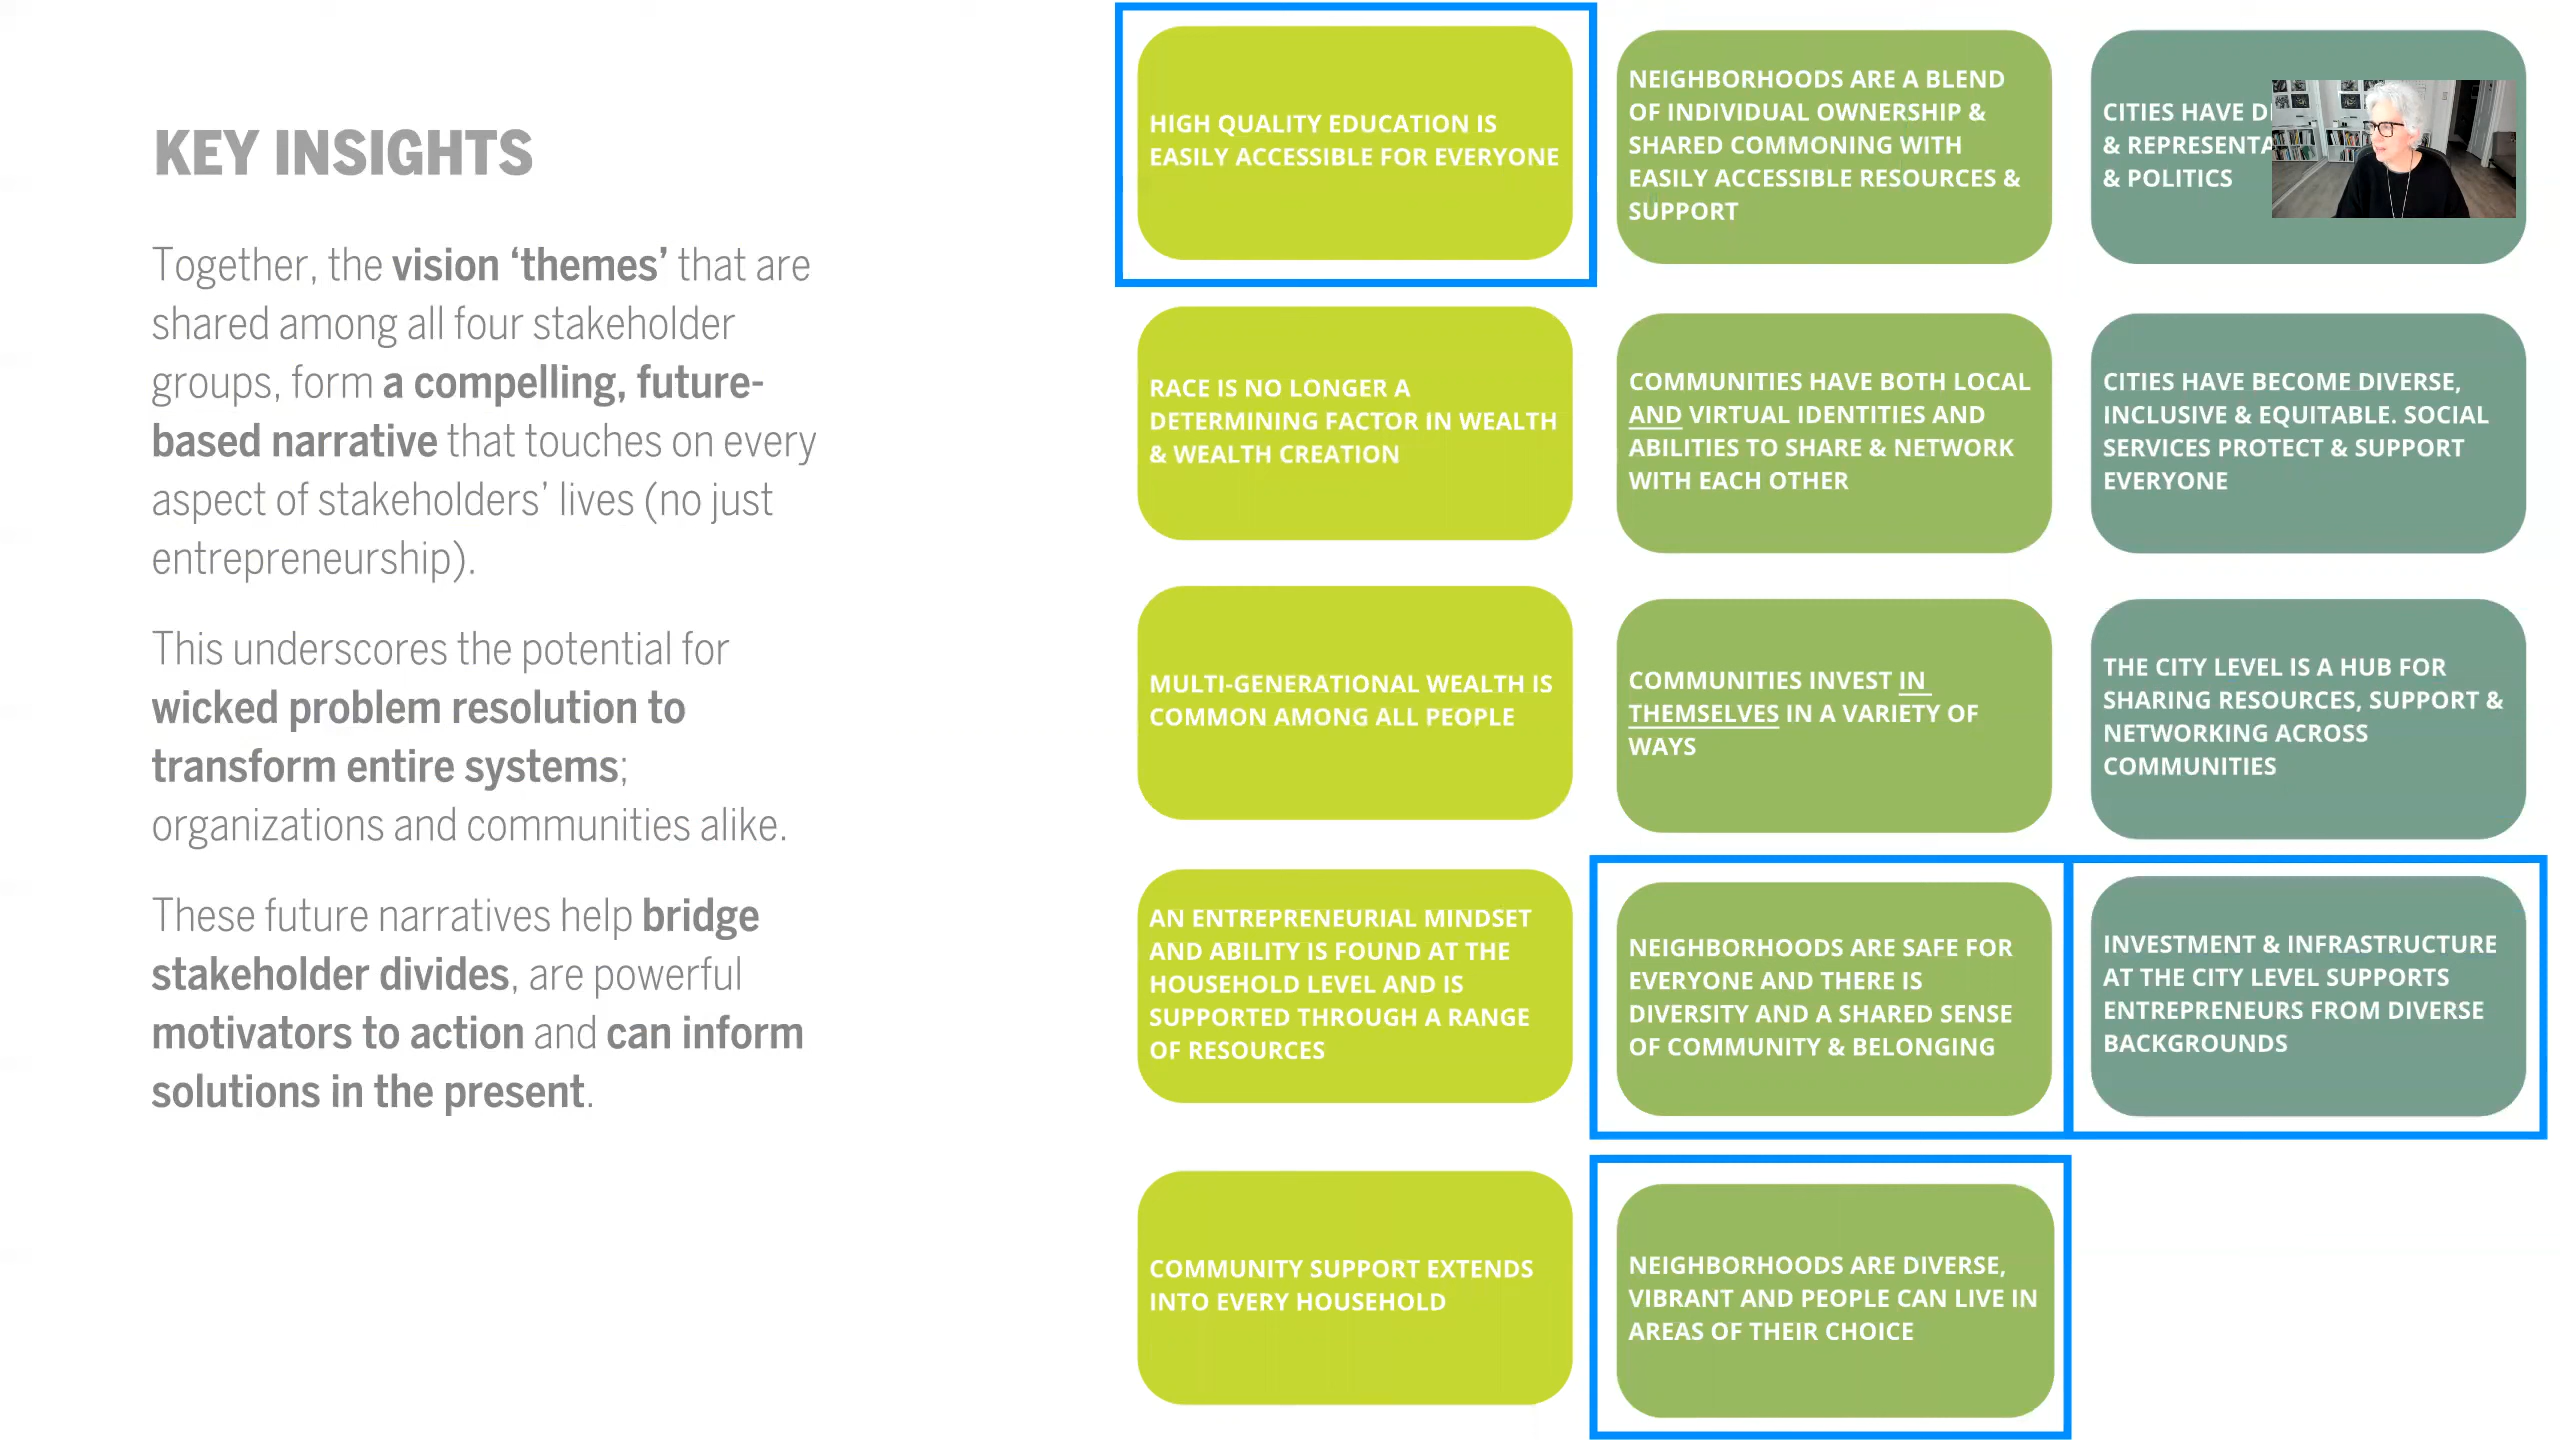 KEY INSIGHTS
Together, the vision ‘themes’ that are
shared among all four stakeholder
groups, form a compelling, future-
based narrative that touches on every
aspect of stakeholders’ lives (no just
entrepreneurship).
This underscores the potential for
wicked problem resolution to
transform entire systems;
organizations and communities alike.
These future narratives help bridge
stakeholder divides, are powerful
motivators to action and can inform
solutions in the present.
HIGH QUALITY EDUCATION IS
EASILY ACCESSIBLE FOR EVERYONE
RACE IS NO LONGER A
DETERMINING FACTOR IN WEALTH
& WEALTH CREATION
MULTI-GENERATIONAL WEALTH IS
COMMON AMONG ALL PEOPLE
AN ENTREPRENEURIAL MINDSET
AND ABILITY IS FOUND AT THE
HOUSEHOLD LEVEL AND IS
SUPPORTED THROUGH A RANGE
OF RESOURCES
COMMUNITY SUPPORT EXTENDS
INTO EVERY HOUSEHOLD
NEIGHBORHOODS ARE A BLEND
OF INDIVIDUAL OWNERSHIP &
SHARED COMMONING WITH
EASILY ACCESSIBLE RESOURCES &
SUPPORT
COMMUNITIES HAVE BOTH LOCAL
AND VIRTUAL IDENTITIES AND
ABILITIES TO SHARE & NETWORK
WITH EACH OTHER
COMMUNITIES INVEST IN
THEMSELVES IN A VARIETY OF
WAYS
NEIGHBORHOODS ARE SAFE FOR
EVERYONE AND THERE IS
DIVERSITY AND A SHARED SENSE
OF COMMUNITY & BELONGING
NEIGHBORHOODS ARE DIVERSE,
VIBRANT AND PEOPLE CAN LIVE IN
AREAS OF THEIR CHOICE
CITIES HAVE
&
& POLITICS
CITIES HAVE BECOME DIVERSE,
INCLUSIVE & EQUITABLE. SOCIAL
SERVICES PROTECT & SUPPORT
EVERYONE
THE CITY LEVEL IS A HUB FOR
SHARING RESOURCES, SUPPORT &
NETWORKING ACROSS
COMMUNITIES
INVESTMENT & INFRASTRUCTURE
AT THE CITY LEVEL SUPPORTS
ENTREPRENEURS FROM DIVERSE
BACKGROUNDS